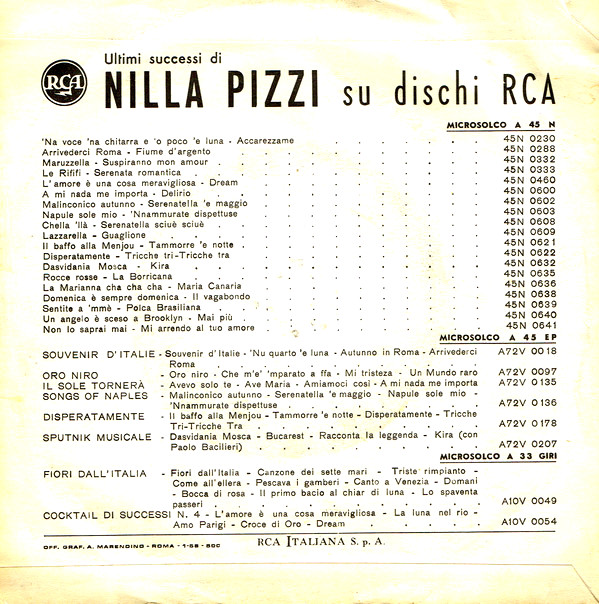 RCA
Ultimi successi di
NILLA PIZZI su dischi RCA
MICROSOLCO A 45 N
'Na voce 'na chitarra e 'o poco 'e luna - Accarezzame . . . . . . 45N 0230
Arrivederci Roma - Fiume d'argento . . . . . . . . 45N 0288
Maruzzella - Suspiranno mon amour . . . . . . . . 45N 0332
Le Rififi - Serenata romantica . . . . . . . . . 45N 0333
L'amore è una cosa meravigliosa - Dream . . . . . . . 45N 0460
A mi nada me importa - Delirio . . . . . . . . . 45N 0600
Malinconico autunno - Serenatella 'e maggio . . . . . . . 45N 0602
Napule sole mio - 'Nnammurate dispettuse . . . . . . . 45N 0603
Chella 'llà - Serenatella sciuè sciuè . . . . . . . . 45N 0608
Lazzarella - Guaglione . . . . . . . . . . 45N 0609
Il baffo alla Menjou - Tammorre 'e notte . . . . . . . . 45N 0621
Disperatamente - Tricche tri-Tricche tra . . . . . . . 45N 0622
Dasvidania Mosca - Kira . . . . . . . . . . 45N 0632
Rocce rosse - La Borricana . . . . . . . . . 45N 0635
La Marianna cha cha cha - Maria Canaria . . . . . . . 45N 0636
Domenica è sempre domenica - Il vagabondo . . . . . . . 45N 0638
Sentite a 'mmè - Polca Brasiliana . . . . . . . . 45N 0639
Un angelo è sceso a Brooklyn - Mai più . . . . . . . . 45N 0640
Non lo saprai mai - Mi arrendo al tuo amore . . . . . . . 45N 0641
MICROSOLCO A 45 EP
SOUVENIR D'ITALIE - Souvenir d'Italie - 'Nu quarto 'e luna - Autunno in Roma - Arrivederci A72V 0018
Roma . . . . . . . . .
ORO NIRO - Oro niro - Che m'e' 'mparato a ffa - Mi tristeza - Un Mundo raro A72V 0097
IL SOLE TORNERÀ - Avevo solo te - Ave Maria - Amiamoci così - A mi nada me importa A72V 0135
SONGS OF NAPLES - Malinconico autunno - Serenatella 'e maggio - Napule sole mio -
'Nnammurate dispettuse . . . . . . . A72V 0136
DISPERATAMENTE - Il baffo alla Menjou - Tammorre 'e notte - Disperatamente - Tricche
Tri-Tricche Tra . . . . . . . . A72V 0178
SPUTNIK MUSICALE - Dasvidania Mosca - Bucarest - Racconta la leggenda - Kira (con
Paolo Bacilieri) . . . . . . . . A72V 0207
MICROSOLCO A 33 GIRI
FIORI DALL'ITALIA - Fiori dall'Italia - Canzone dei sette mari - Triste rimpianto -
Come all'ellera - Pescava i gamberi - Canto a Venezia - Domani
- Bocca di rosa - Il primo bacio al chiar di luna - Lo spaventa
passeri . . . . . . . . . A10V 0049
COCKTAIL DI SUCCESSI N. 4 - L'amore è una cosa meravigliosa - La luna nel rio -
Amo Parigi - Croce di Oro - Dream . . . . . A10V 0054
OFF. GRAF. A. MARENDINO - ROMA - 1-58 - 50C
RCA ITALIANA S. p. A.